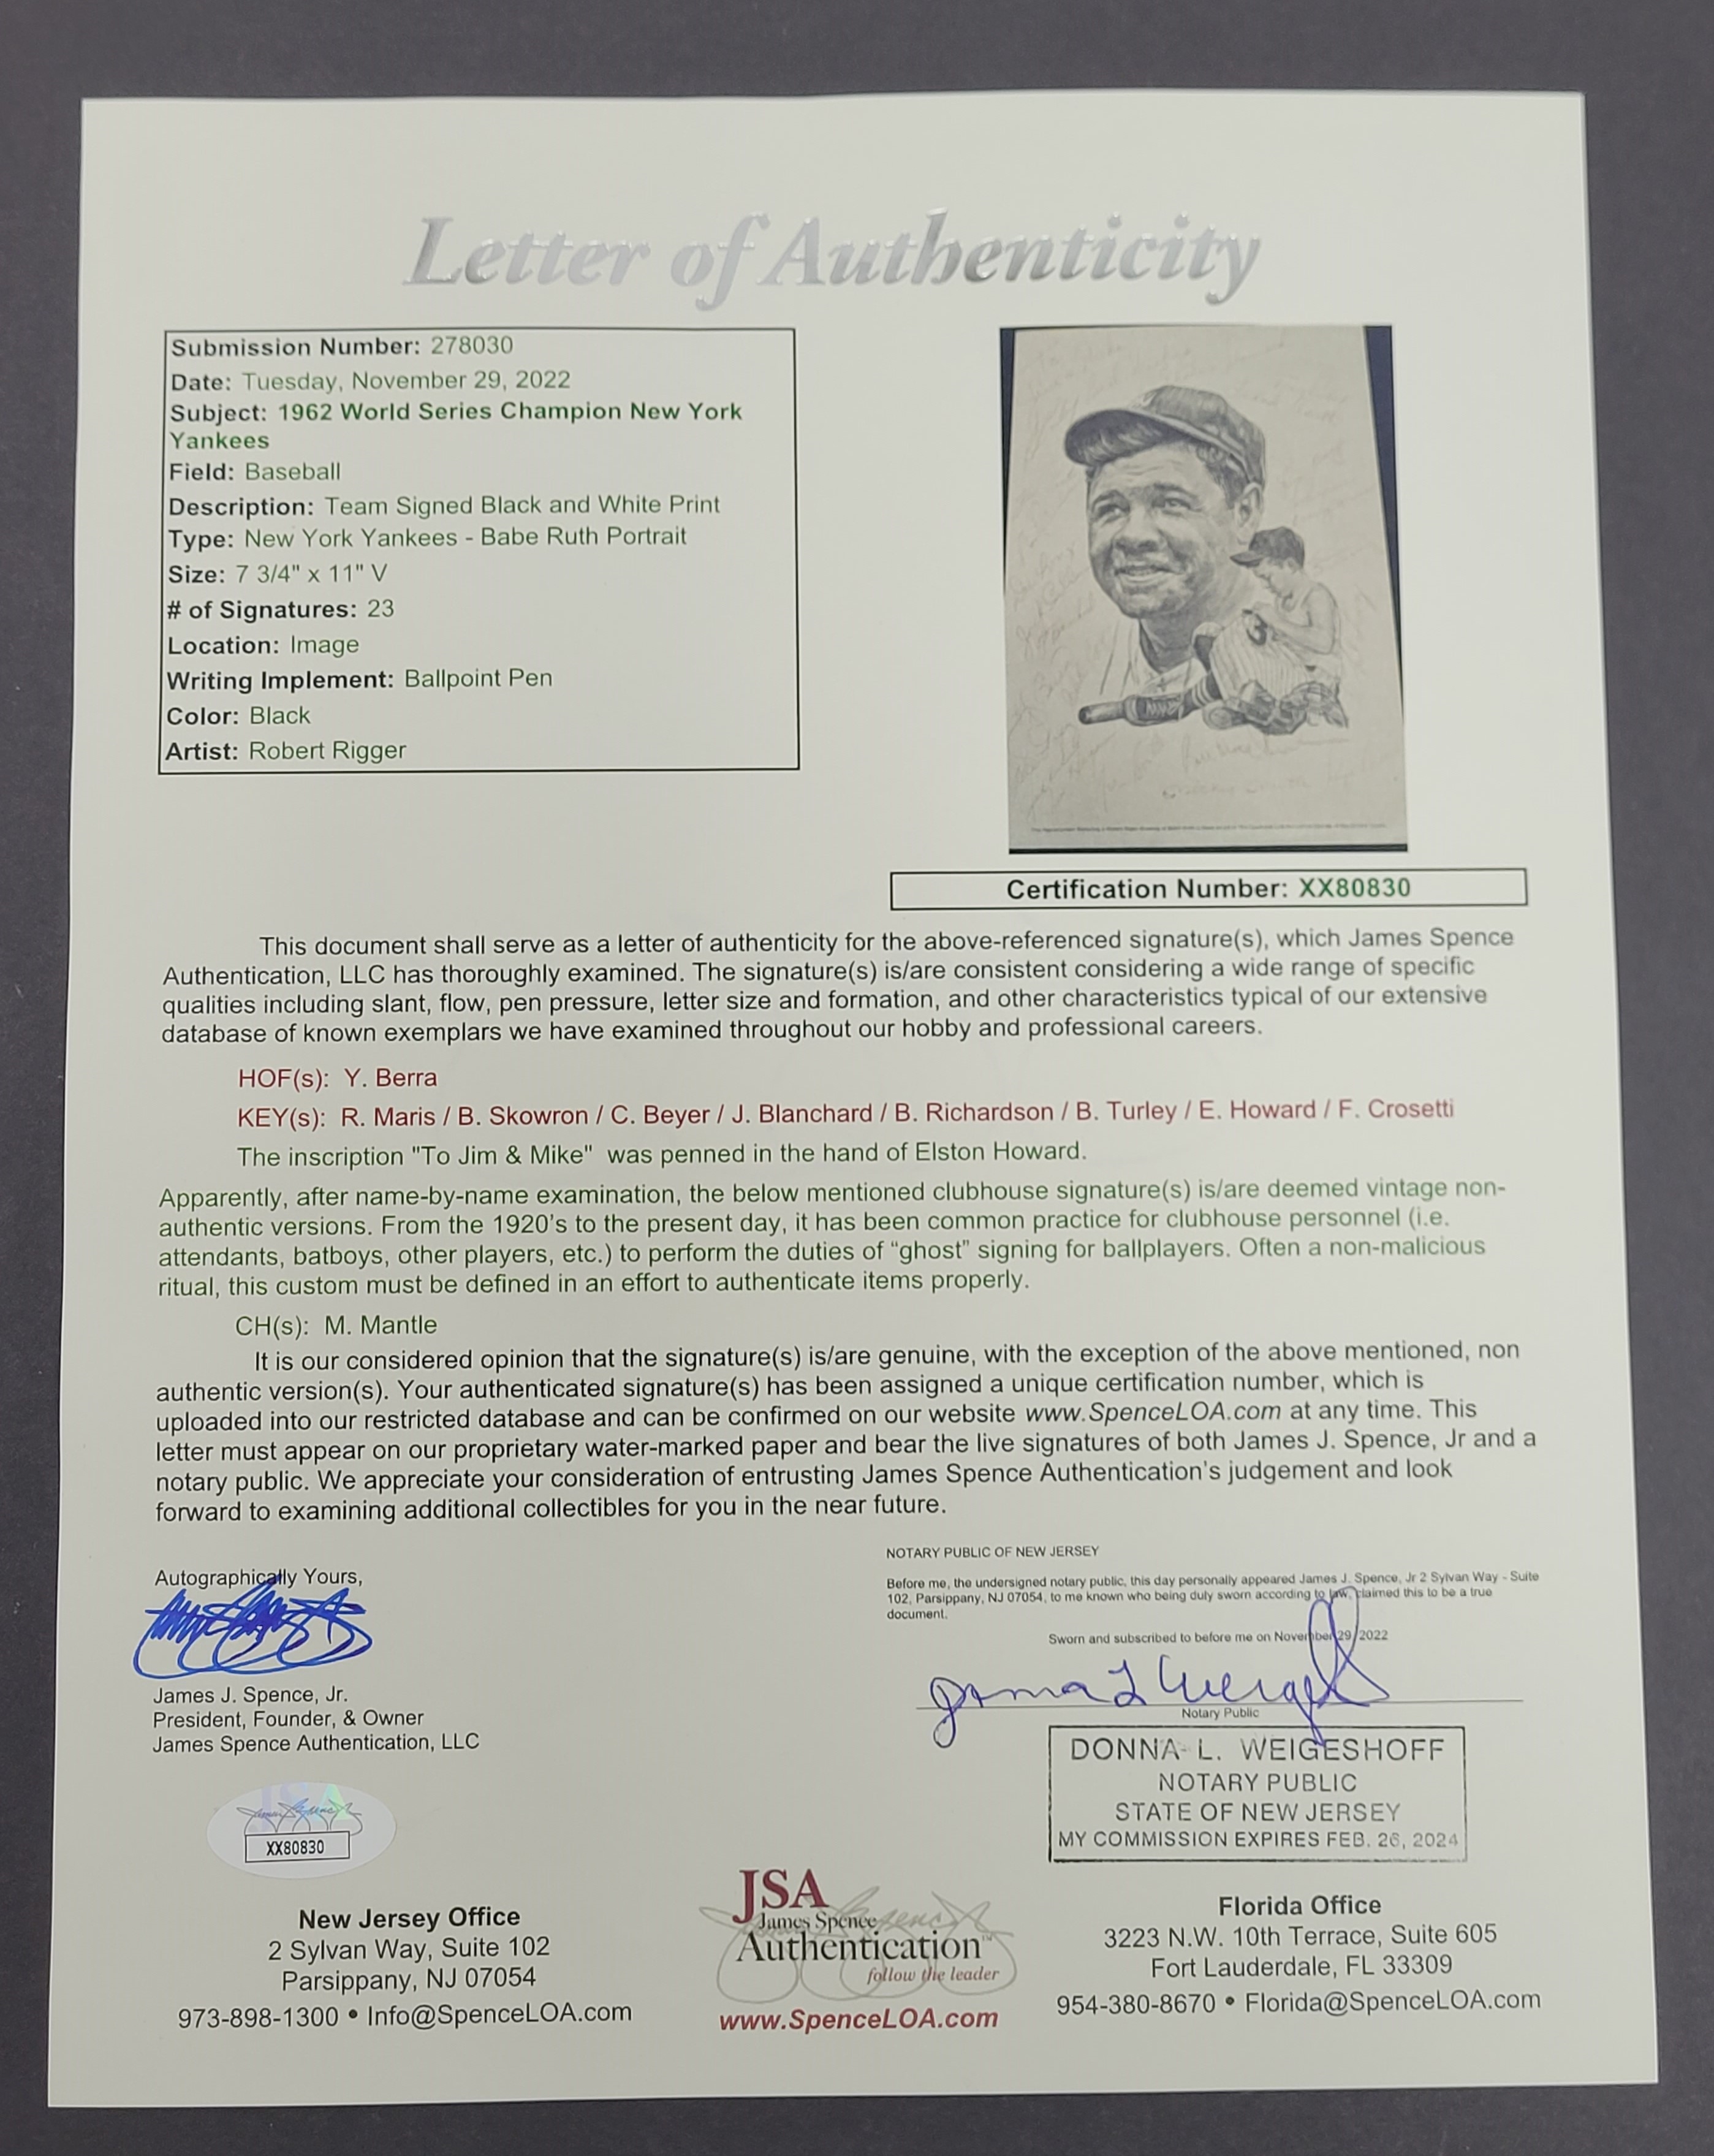 Letter of Authenticity
Submission Number: 278030
Date: Tuesday, November 29, 2022
Subject: 1962 World Series Champion New York
Yankees
Field: Baseball
Description: Team Signed Black and White Print
Type: New York Yankees - Babe Ruth Portrait
Size: 7 3/4" x 11" V
# of Signatures: 23
Location: Image
Writing Implement: Ballpoint Pen
Color: Black
Artist: Robert Rigger
3
Certification Number: XX80830
This document shall serve as a letter of authenticity for the above-referenced signature(s), which James Spence
Authentication, LLC has thoroughly examined. The signature(s) is/are consistent considering a wide range of specific
qualities including slant, flow, pen pressure, letter size and formation, and other characteristics typical of our extensive
database of known exemplars we have examined throughout our hobby and professional careers.
HOF(s): Y. Berra
KEY(s): R. Maris / B. Skowron / C. Beyer / J. Blanchard / B. Richardson / B. Turley / E. Howard / F. Crosetti
The inscription "To Jim & Mike" was penned in the hand of Elston Howard.
Apparently, after name-by-name examination, the below mentioned clubhouse signature(s) is/are deemed vintage non-
authentic versions. From the 1920's to the present day, it has been common practice for clubhouse personnel (i.e.
attendants, batboys, other players, etc.) to perform the duties of “ghost” signing for ballplayers. Often a non-malicious
ritual, this custom must be defined in an effort to authenticate items properly.
CH(s): M. Mantle
It is our considered opinion that the signature(s) is/are genuine, with the exception of the above mentioned, non
authentic version(s). Your authenticated signature(s) has been assigned a unique certification number, which is
uploaded into our restricted database and can be confirmed on our website www.SpenceLOA.com at any time. This
letter must appear on our proprietary water-marked paper and bear the live signatures of both James J. Spence, Jr and a
notary public. We appreciate your consideration of entrusting James Spence Authentication's judgement and look
forward to examining additional collectibles for you in the near future.
Autographically Yours,
James J. Spence, Jr.
President, Founder, & Owner
James Spence Authentication, LLC
XX80830
NOTARY PUBLIC OF NEW JERSEY
Before me, the undersigned notary public, this day personally appeared James J. Spence, Jr 2 Sylvan Way - Suite
102, Parsippany, NJ 07054, to me known who being duly sworn according to law, claimed this to be a true
document.
Sworn and subscribed to before me on November 29, 2022
Notary Public
DONNA L. WEIGESHOFF
NOTARY PUBLIC
STATE OF NEW JERSEY
MY COMMISSION EXPIRES FEB. 26, 2024
New Jersey Office
2 Sylvan Way, Suite 102
Parsippany, NJ 07054
973-898-1300 • Info@SpenceLOA.com
JSA
James Spence
Authentication™
follow the leader
www.SpenceLOA.com
Florida Office
3223 N.W. 10th Terrace, Suite 605
Fort Lauderdale, FL 33309
954-380-8670 • Florida@SpenceLOA.com